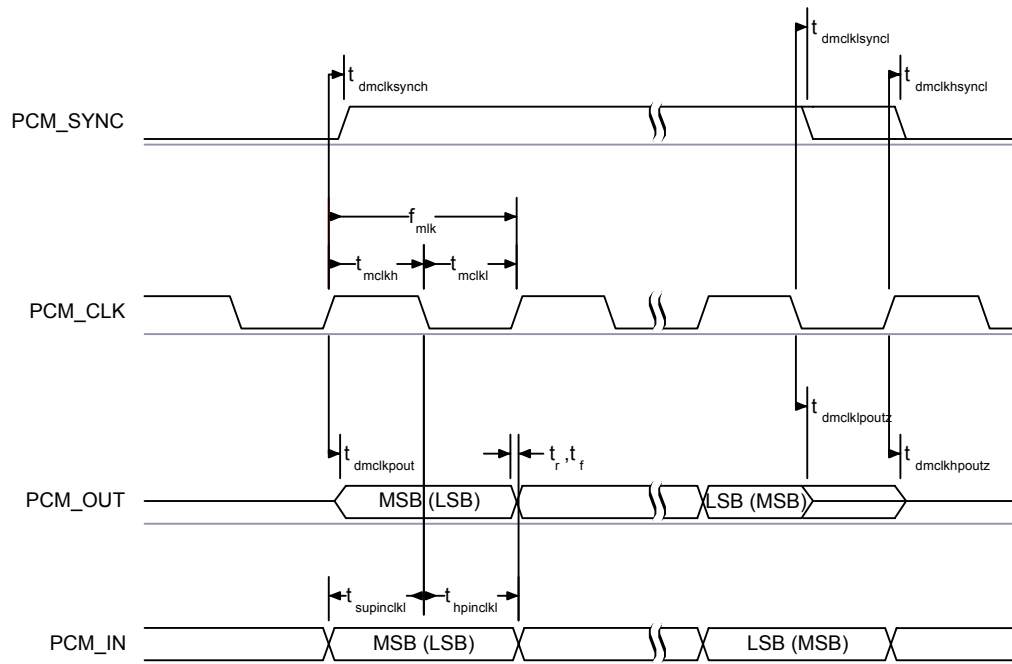 t dmclklsyncl
t dmclksynch
t dmclkhsyncl
PCM_SYNC
f mlk
t mclkh
t mclkl
PCM_CLK
t dmclklpoutz
t dmclkpout
t r ,t f
t dmclkhpoutz
PCM_OUT
MSB (LSB)
LSB (MSB)
t supinclkl
t hpinclkl
PCM_IN
MSB (LSB)
LSB (MSB)